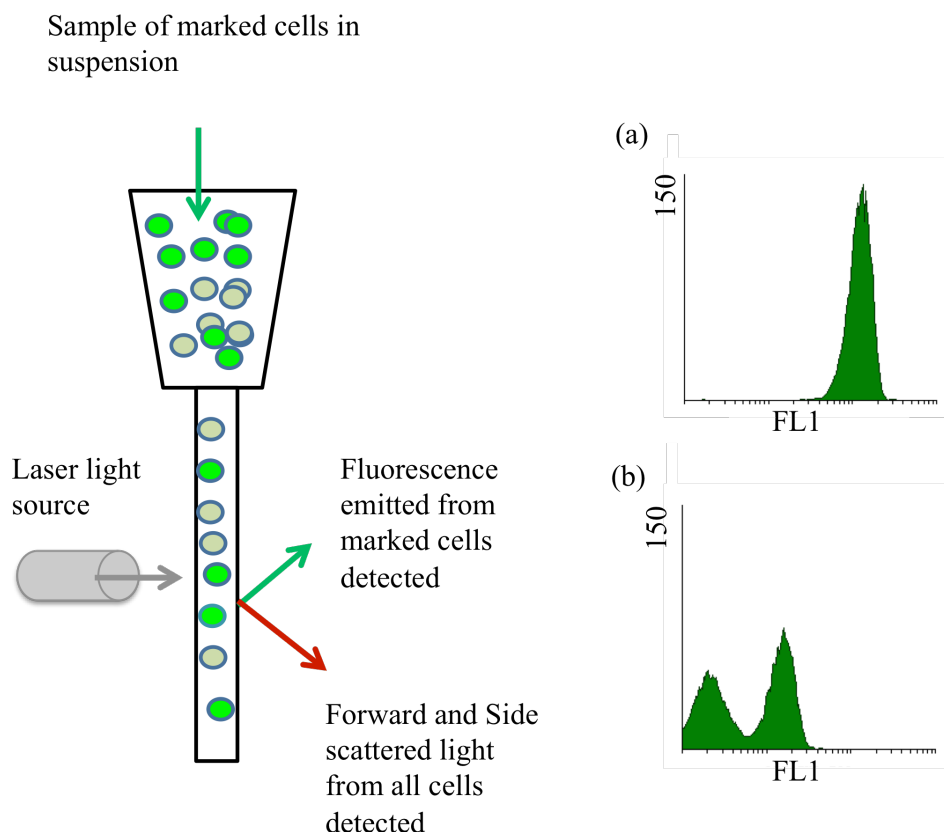 Sample of marked cells in
suspension
(a)
150
FL1
Laser light
source
Fluorescence
emitted from
marked cells
detected
(b)
150
FL1
Forward and Side
scattered light
from all cells
detected